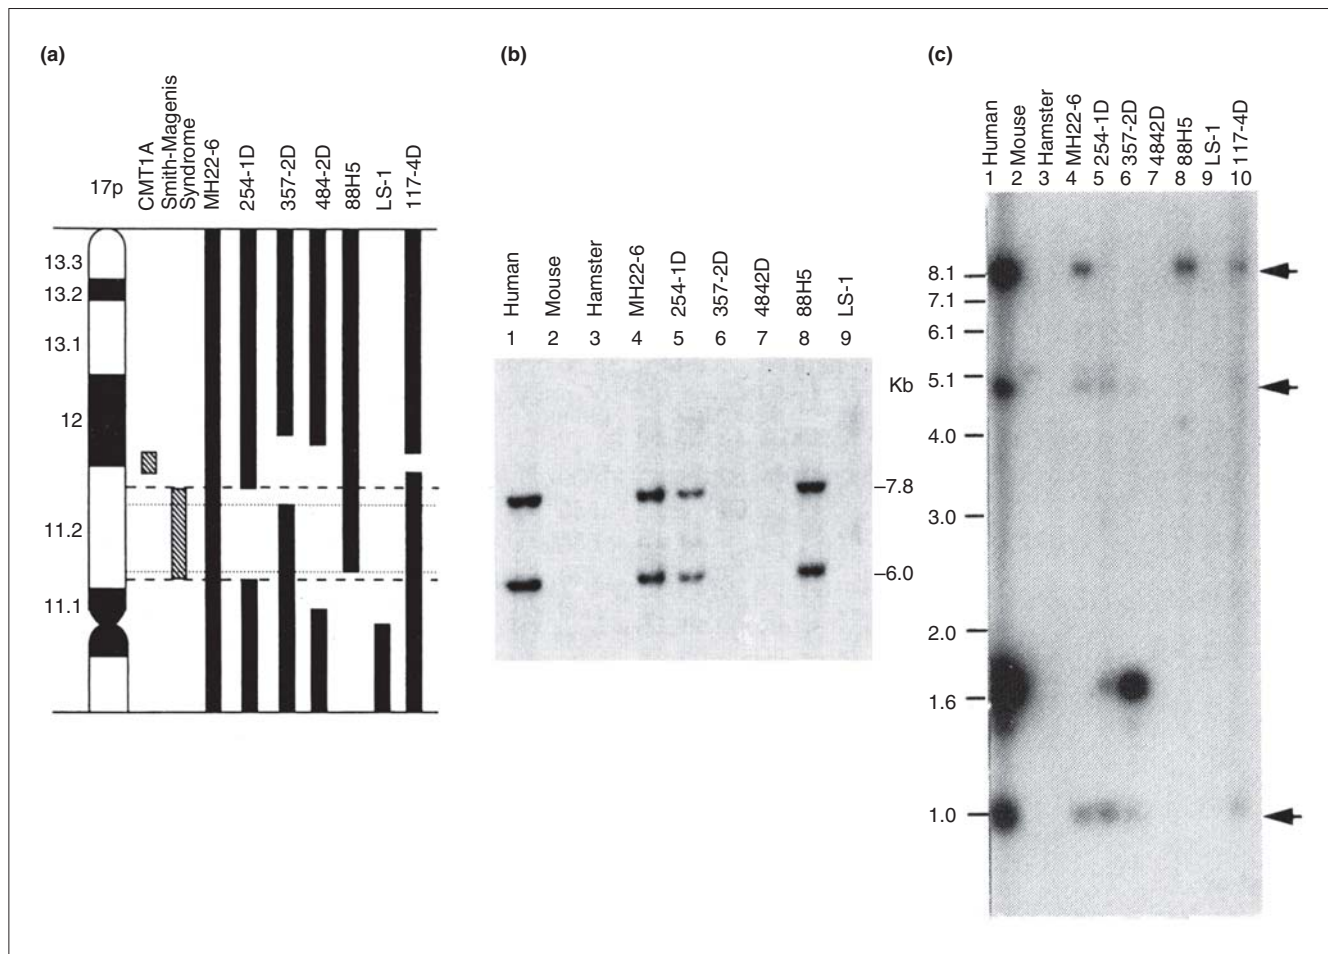 (a)
17p
CMT1A
Smith-Magenis
Syndrome
MH22-6
254-1D
357-2D
484-2D
88H5
LS-1
117-4D
13.3
13.2
13.1
12
11.2
11.1
(b)
Human
Mouse
Hamster
MH22-6
254-1D
357-2D
4842D
88H5
LS-1
1 2 3 4 5 6 7 8 9
Kb
–7.8
–6.0
(c)
Human
Mouse
Hamster
MH22-6
254-1D
357-2D
4842D
88H5
LS-1
117-4D
1 2 3 4 5 6 7 8 9 10
8.1
7.1
6.1
5.1
4.0
3.0
2.0
1.6
1.0